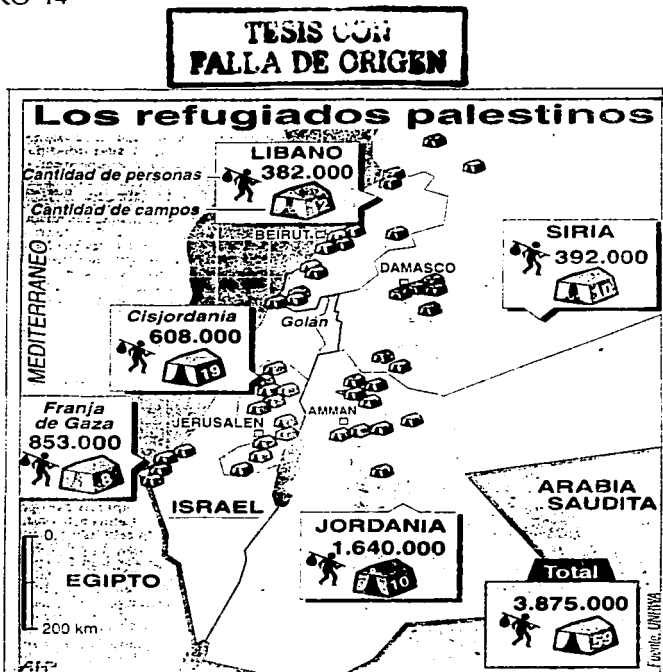 TESIS CON
FALLA DE ORIGEN
Los refugiados palestinos
LIBANO
382.000
Cantidad de personas
12
Cantidad de campos
BEIRUT
SIRIA
392.000
10
DAMASCO
MEDITERRANEO
Golán
Cisjordania
608.000
19
Franja
de Gaza
853.000
8
JERUSALEN
AMMAN
ISRAEL
ARABIA
SAUDITA
JORDANIA
1.640.000
10
EGIPTO
0
200 km
Total
3.875.000
59
Fuente: UNRWA
AFP